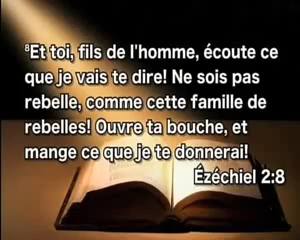 ⁸Et toi, fils de l'homme, écoute ce
que je vais te dire! Ne sois pas
rebelle, comme cette famille de
rebelles! Ouvre ta bouche, et
mange ce que je te donnerai!
Ézéchiel 2:8